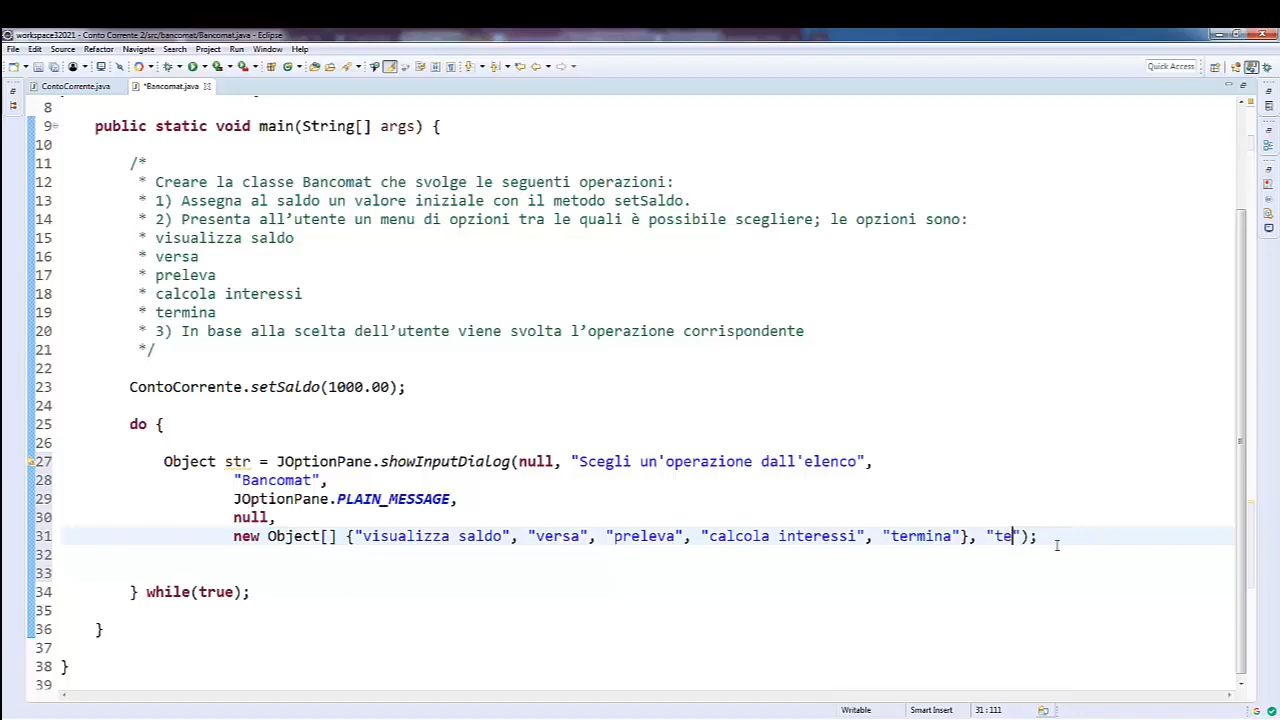 workspace32021 - Conto Corrente 2/src/bancomat/Bancomat.java - Eclipse
File Edit Source Refactor Navigate Search Project Run Window Help
Quick Access
ContoCorrente.java *Bancomat.java
8
9 public static void main(String[] args) {
10
11 /*
12 * Creare la classe Bancomat che svolge le seguenti operazioni:
13 * 1) Assegna al saldo un valore iniziale con il metodo setSaldo.
14 * 2) Presenta all’utente un menu di opzioni tra le quali è possibile scegliere; le opzioni sono:
15 * visualizza saldo
16 * versa
17 * preleva
18 * calcola interessi
19 * termina
20 * 3) In base alla scelta dell’utente viene svolta l’operazione corrispondente
21 */
22
23 ContoCorrente.setSaldo(1000.00);
24
25 do {
26
27 Object str = JOptionPane.showInputDialog(null, "Scegli un'operazione dall'elenco",
28 "Bancomat",
29 JOptionPane.PLAIN_MESSAGE,
30 null,
31 new Object[] {"visualizza saldo", "versa", "preleva", "calcola interessi", "termina"}, "te");
32
33
34 } while(true);
35
36 }
37
38 }
39
Writable Smart Insert 31 : 111